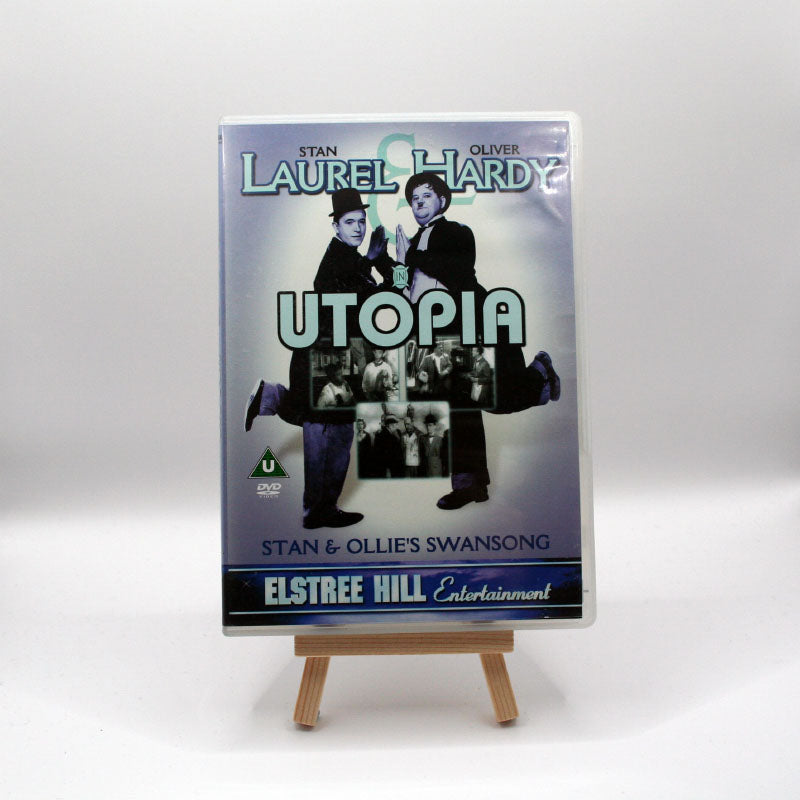 STAN OLIVER
LAUREL & HARDY
IN
UTOPIA
U
DVD
VIDEO
STAN & OLLIE'S SWANSONG
ELSTREE HILL Entertainment